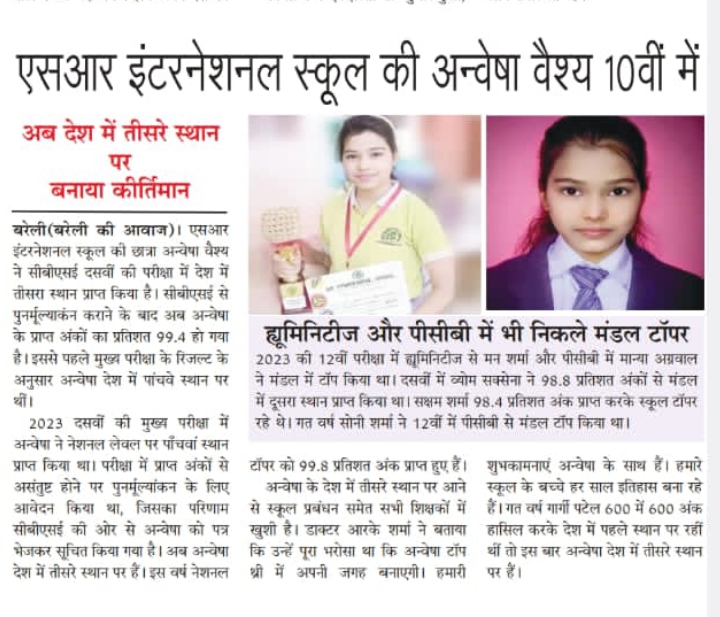 एसआर इंटरनेशनल स्कूल की अन्वेषा वैश्य 10वीं में
अब देश में तीसरे स्थान
पर
बनाया कीर्तिमान
बरेली(बरेली की आवाज)। एसआर
इंटरनेशनल स्कूल की छात्रा अन्वेषा वैश्य
ने सीबीएसई दसवीं की परीक्षा में देश में
तीसरा स्थान प्राप्त किया है। सीबीएसई से
पुनर्मूल्याकंन कराने के बाद अब अन्वेषा
के प्राप्त अंकों का प्रतिशत 99.4 हो गया
है। इससे पहले मुख्य परीक्षा के रिजल्ट के
अनुसार अन्वेषा देश में पांचवे स्थान पर
थीं।
2023 दसवीं की मुख्य परीक्षा में
अन्वेषा ने नेशनल लेवल पर पाँचवां स्थान
प्राप्त किया था। परीक्षा में प्राप्त अंकों से
असंतुष्ट होने पर पुनर्मूल्यांकन के लिए
आवेदन किया था, जिसका परिणाम
सीबीएसई की ओर से अन्वेषा को पत्र
भेजकर सूचित किया गया है। अब अन्वेषा
देश में तीसरे स्थान पर हैं। इस वर्ष नेशनल
ह्यूमिनिटीज और पीसीबी में भी निकले मंडल टॉपर
2023 की 12वीं परीक्षा में ह्यूमिनिटीज से मन शर्मा और पीसीबी में मान्या अग्रवाल
ने मंडल में टॉप किया था। दसवीं में व्योम सक्सेना ने 98.8 प्रतिशत अंकों से मंडल
में दूसरा स्थान प्राप्त किया था। सक्षम शर्मा 98.4 प्रतिशत अंक प्राप्त करके स्कूल टॉपर
रहे थे। गत वर्ष सोनी शर्मा ने 12वीं में पीसीबी से मंडल टॉप किया था।
टॉपर को 99.8 प्रतिशत अंक प्राप्त हुए हैं।
अन्वेषा के देश में तीसरे स्थान पर आने
से स्कूल प्रबंधन समेत सभी शिक्षकों में
खुशी है। डाक्टर आरके शर्मा ने बताया
कि उन्हें पूरा भरोसा था कि अन्वेषा टॉप
थ्री में अपनी जगह बनाएगी। हमारी
शुभकामनाएं अन्वेषा के साथ हैं। हमारे
स्कूल के बच्चे हर साल इतिहास बना रहे
हैं। गत वर्ष गार्गी पटेल 600 में 600 अंक
हासिल करके देश में पहले स्थान पर रहीं
थीं तो इस बार अन्वेषा देश में तीसरे स्थान
पर हैं।